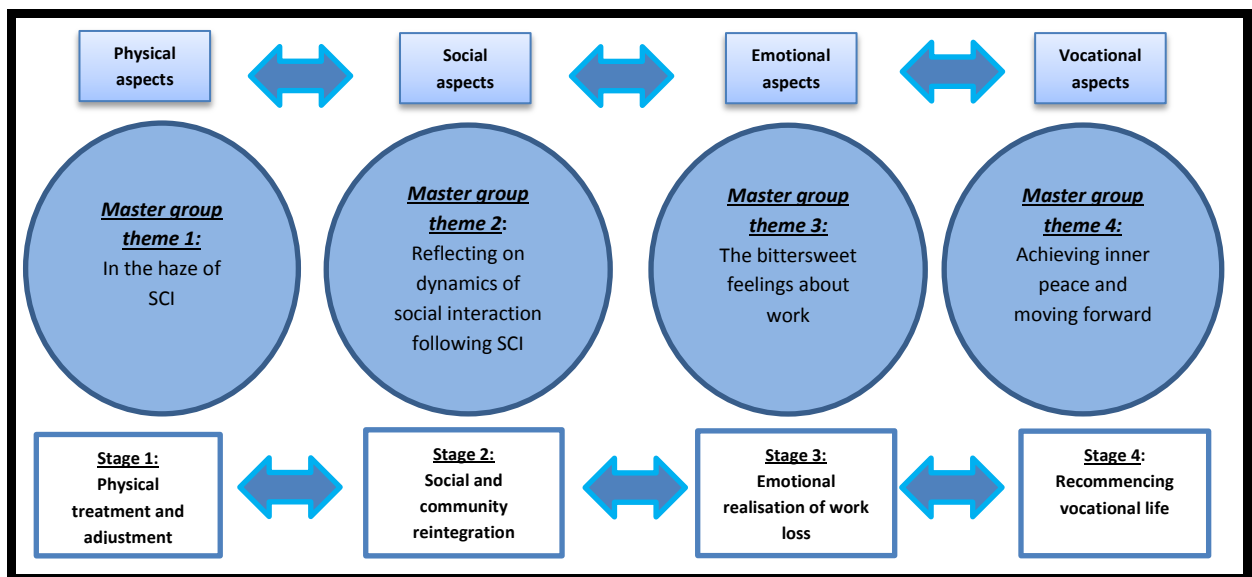 Physical
aspects
Social
aspects
Emotional
aspects
Vocational
aspects
Master group
theme 1:
In the haze of
SCI
Master group
theme 2:
Reflecting on
dynamics of
social interaction
following SCI
Master group
theme 3:
The bittersweet
feelings about
work
Master group
theme 4:
Achieving inner
peace and
moving forward
Stage 1:
Physical
treatment and
adjustment
Stage 2:
Social and
community
reintegration
Stage 3:
Emotional
realisation of work
loss
Stage 4:
Recommencing
vocational life